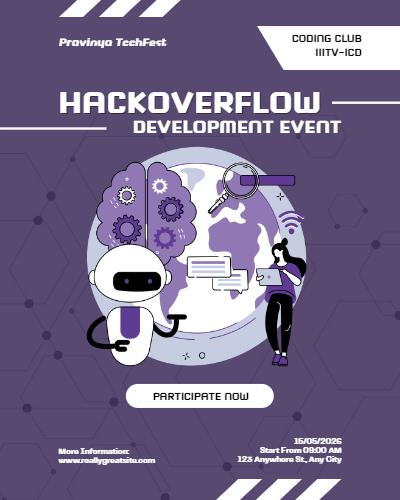 Pravinya TechFest
CODING CLUB
IIITV-ICD
HACKOVERFLOW
DEVELOPMENT EVENT
PARTICIPATE NOW
More Information:
www.reallygreatsite.com
15/05/2026
Start From 09:00 AM
123 Anywhere St., Any City